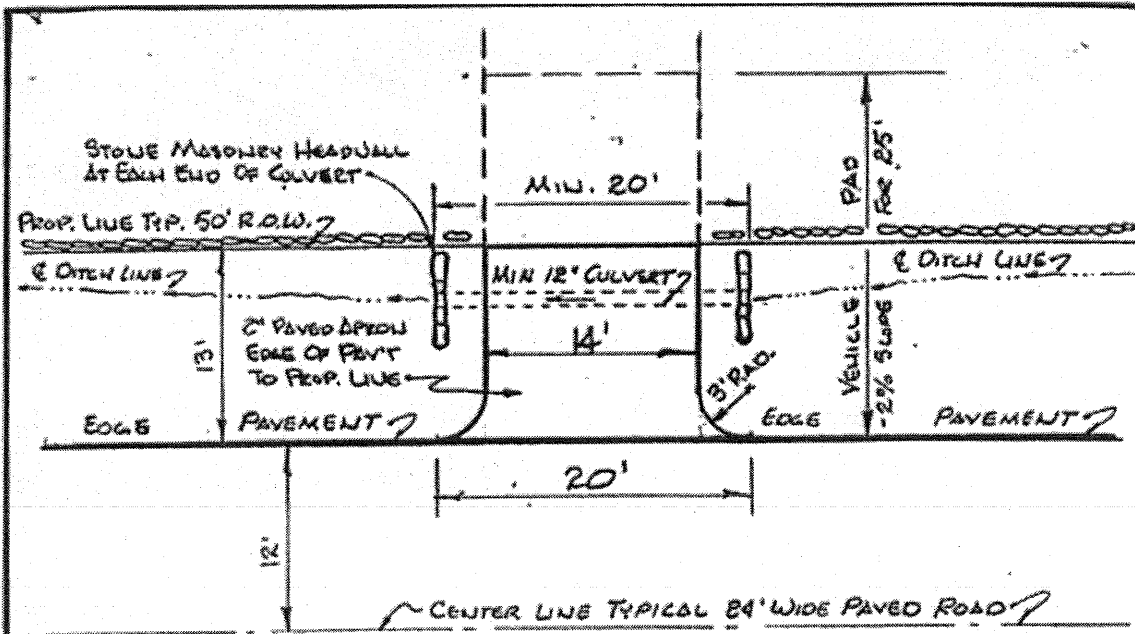 STONE MASONRY HEADWALL
AT EACH END OF CULVERT
MIN. 20'
PAD
FOR 25'
PROP. LINE TYP. 50' R.O.W.
℄ DITCH LINE
MIN 12" CULVERT
℄ DITCH LINE
2" PAVED APRON
EDGE OF PAV'T
TO PROP. LINE
14'
13'
3' RAD.
VEHICLE
-2% SLOPE
EDGE PAVEMENT
EDGE PAVEMENT
20'
12'
CENTER LINE TYPICAL 24' WIDE PAVED ROAD